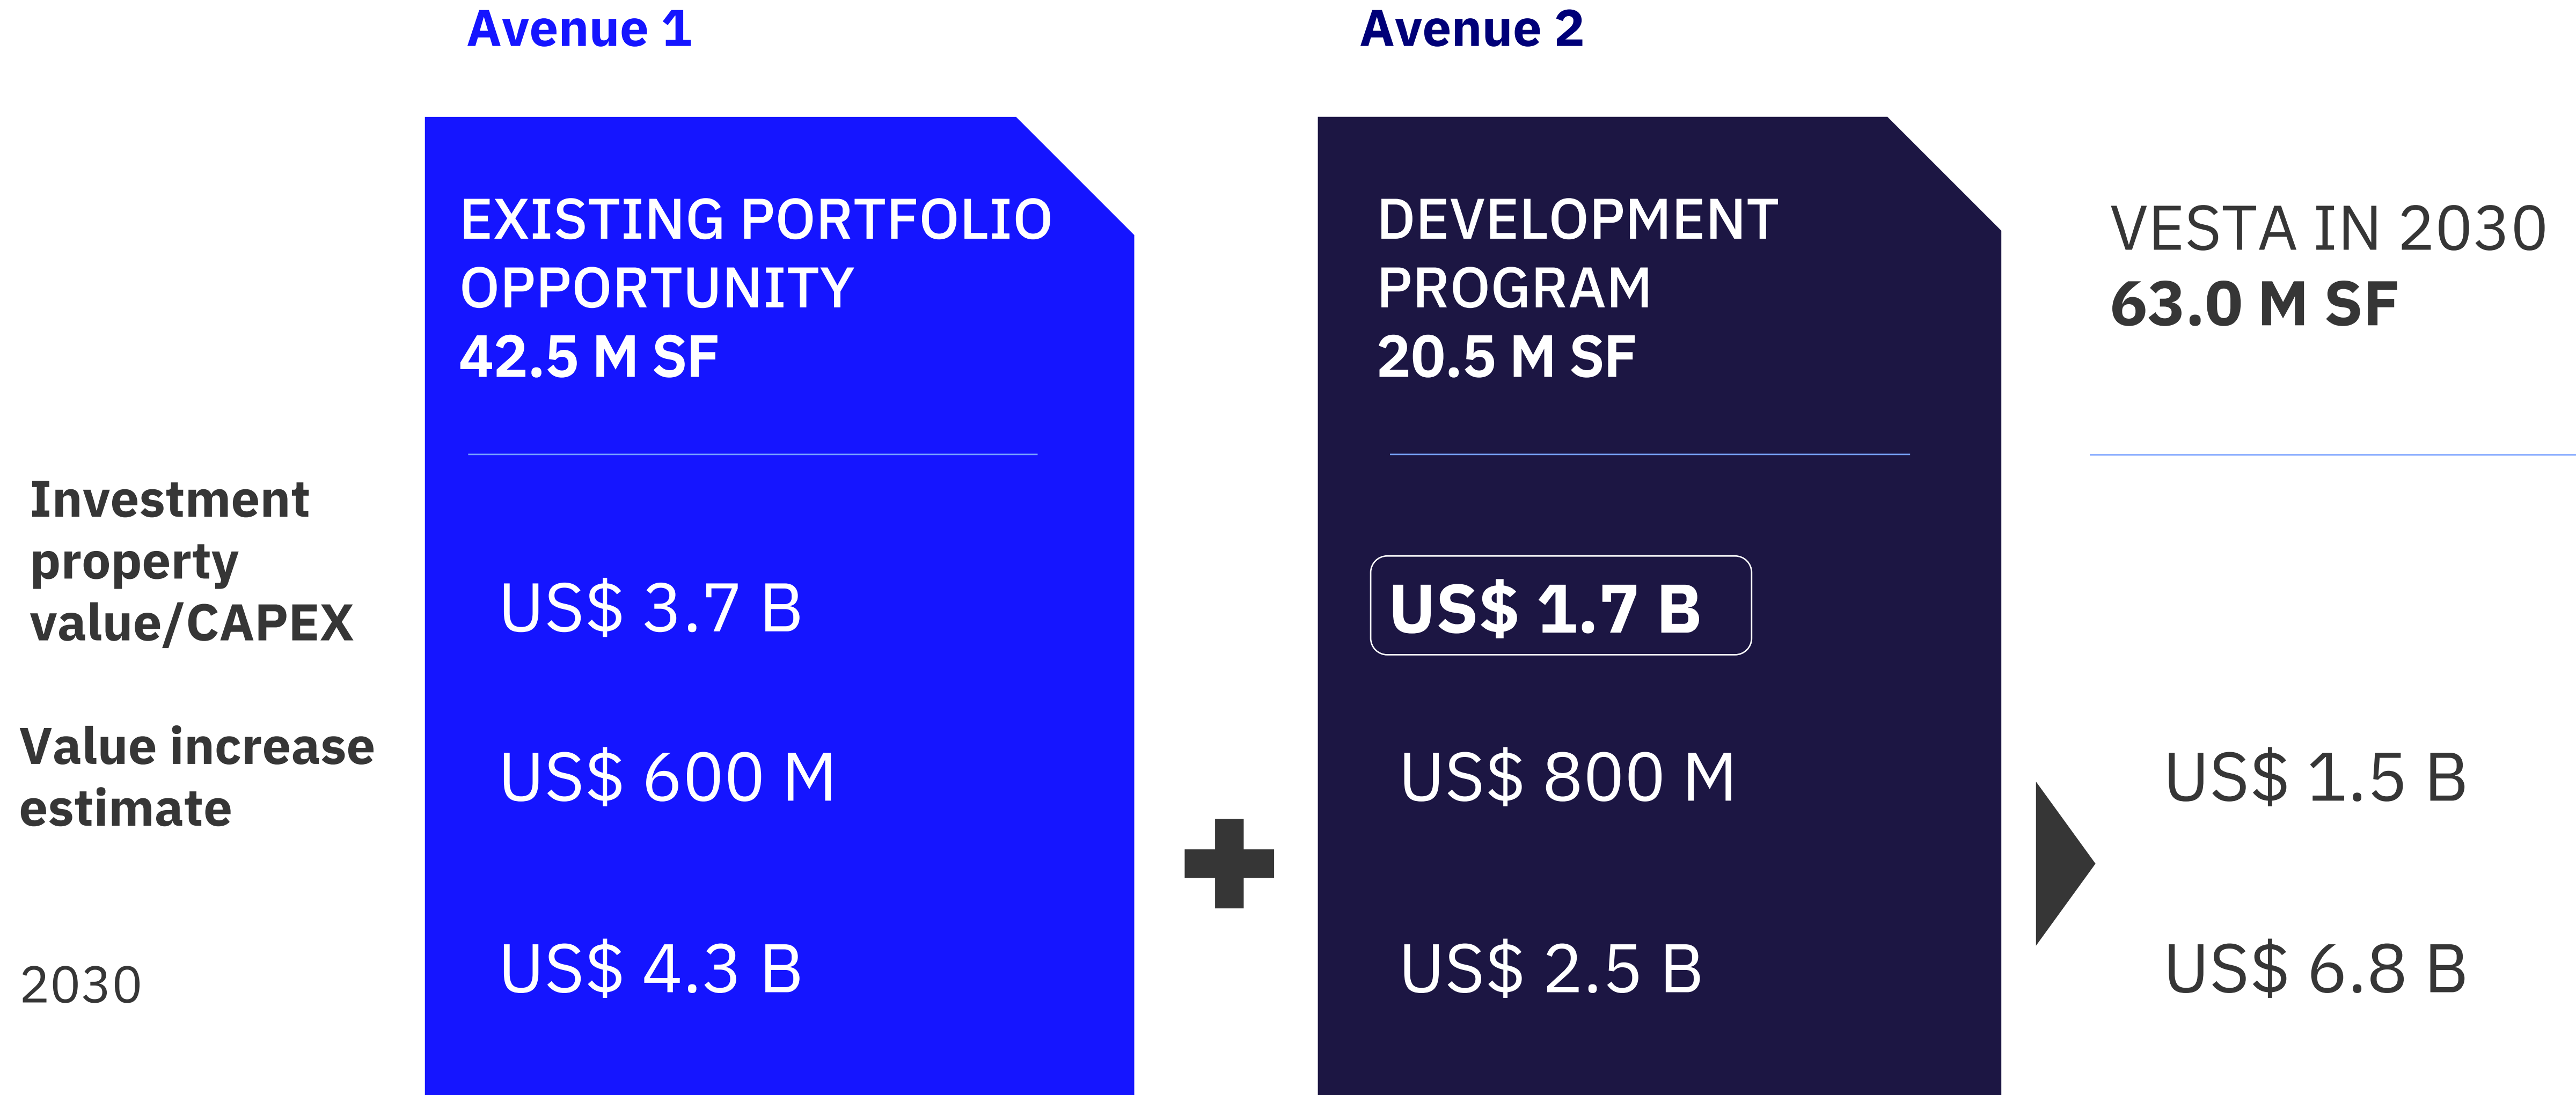 Avenue 1
Avenue 2
EXISTING PORTFOLIO
OPPORTUNITY
42.5 M SF
DEVELOPMENT
PROGRAM
20.5 M SF
VESTA IN 2030
63.0 M SF
Investment
property
value/CAPEX
US$ 3.7 B
US$ 1.7 B
Value increase
estimate
US$ 600 M
US$ 800 M
US$ 1.5 B
2030
US$ 4.3 B
US$ 2.5 B
US$ 6.8 B